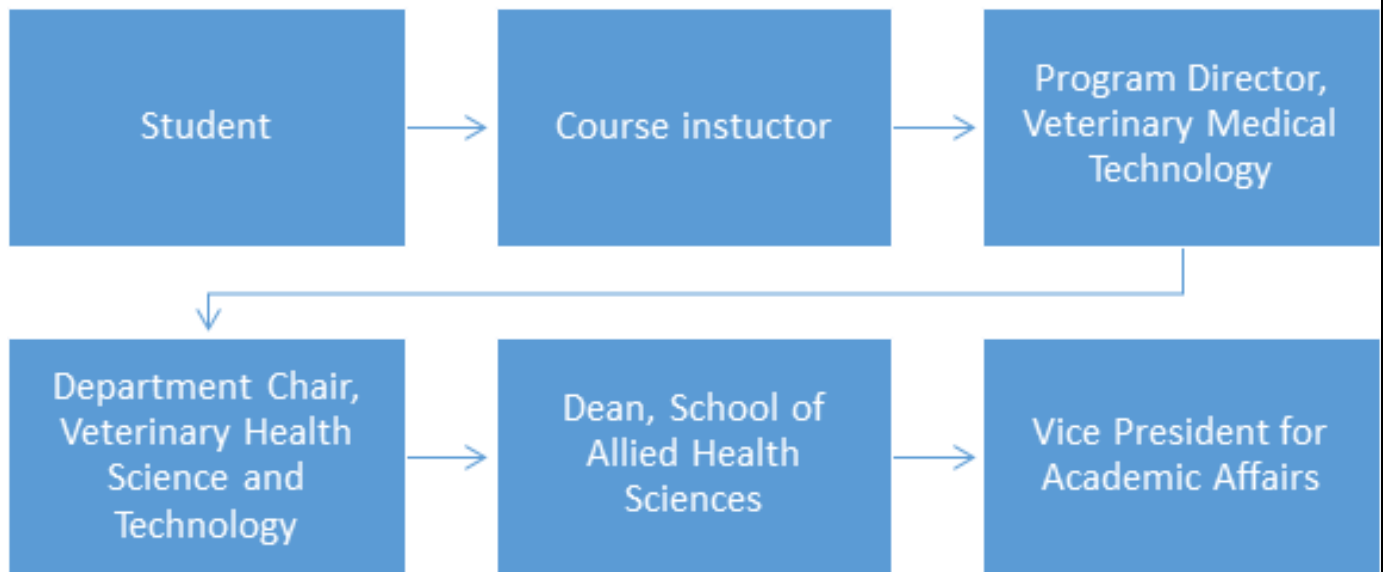 Student
Course instuctor
Program Director,
Veterinary Medical
Technology
Department Chair,
Veterinary Health
Science and
Technology
Dean, School of
Allied Health
Sciences
Vice President for
Academic Affairs